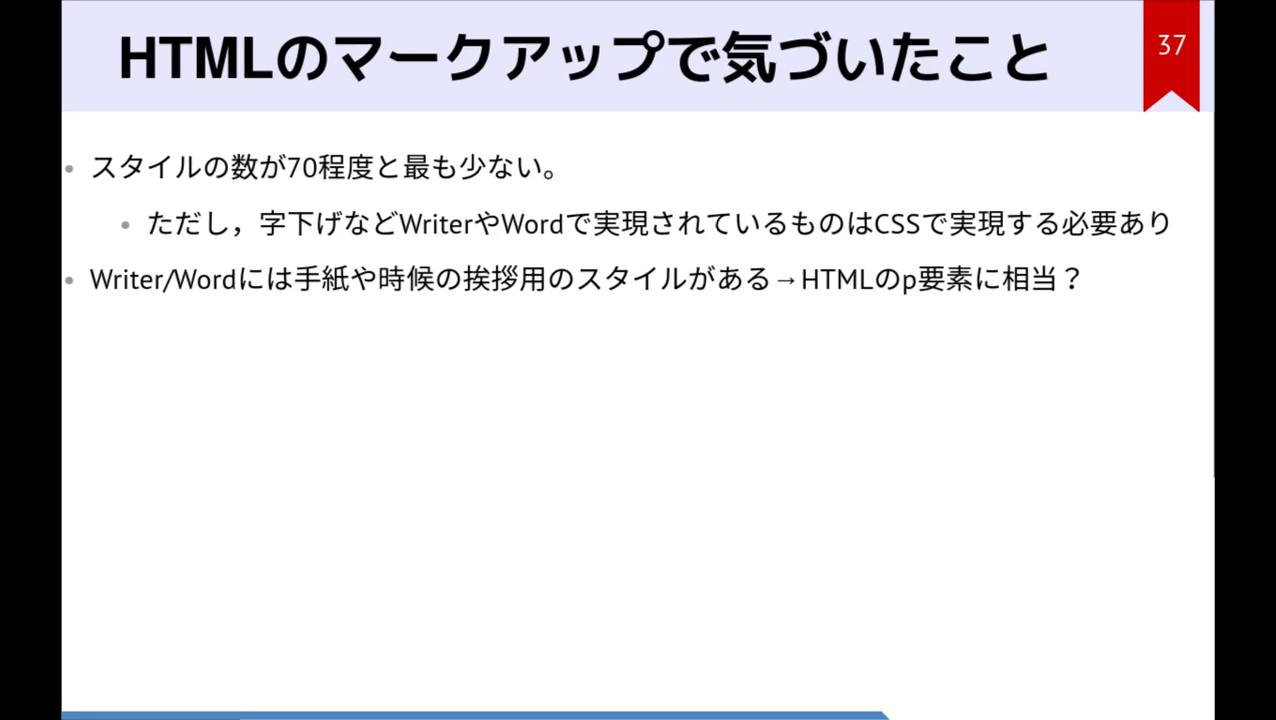 HTMLのマークアップで気づいたこと
37
スタイルの数が70程度と最も少ない。
ただし，字下げなどWriterやWordで実現されているものはCSSで実現する必要あり
Writer/Wordには手紙や時候の挨拶用のスタイルがある→HTMLのp要素に相当？